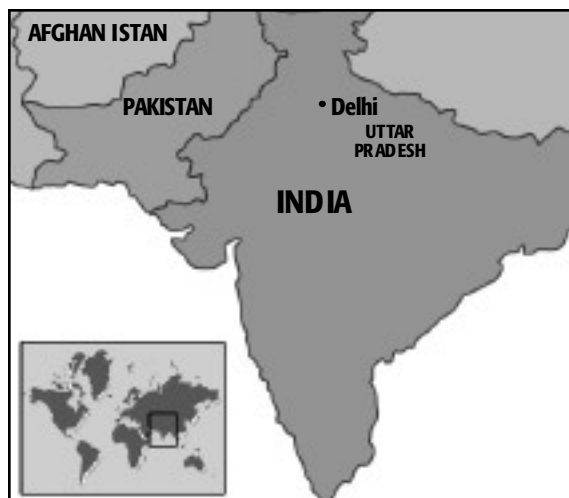 AFGHAN ISTAN
PAKISTAN
Delhi
UTTAR
PRADESH
INDIA